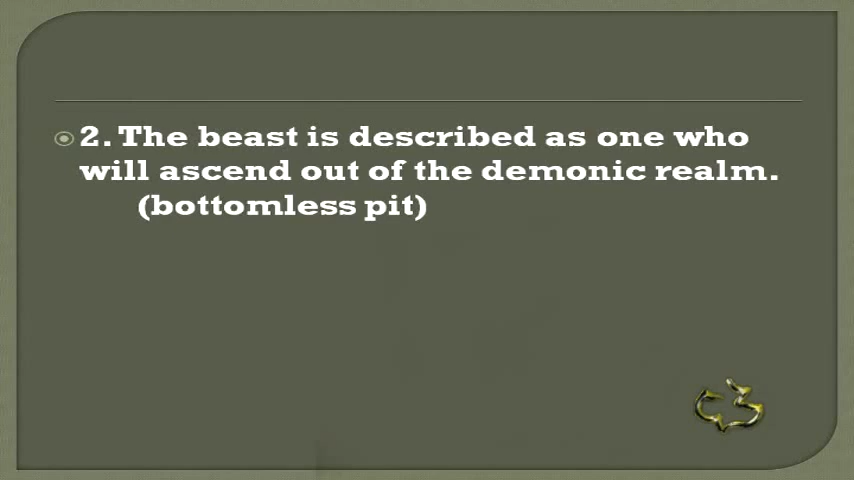 2. The beast is described as one who
will ascend out of the demonic realm.
(bottomless pit)